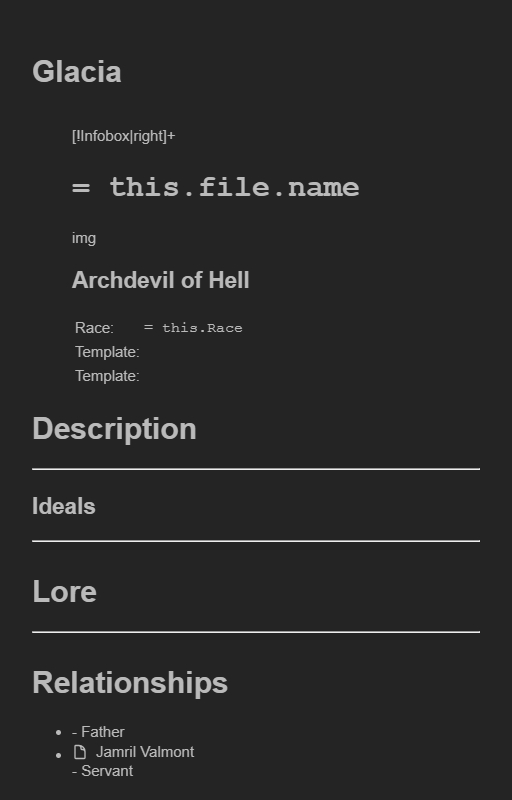 Glacia
[!Infobox|right]+
= this.file.name
img
Archdevil of Hell
Race: = this.Race
Template:
Template:
Description
Ideals
Lore
Relationships
- Father
Jamril Valmont
- Servant